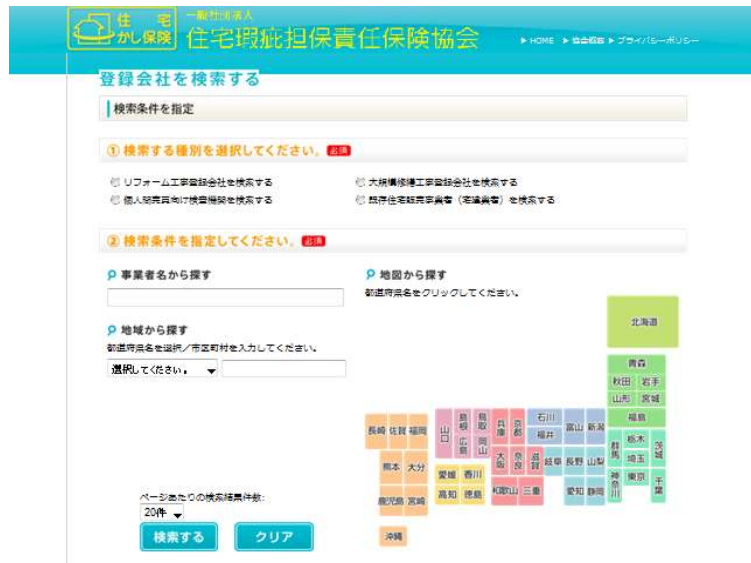 住宅
かし保険
一般社団法人
住宅瑕疵担保責任保険協会
▶HOME ▶協会概要 ▶プライバシーポリシー
登録会社を検索する
検索条件を指定
① 検索する種別を選択してください。 必須
リフォーム工事登録会社を検索する
大規模修繕工事登録会社を検索する
個人間売買向け検査機関を検索する
既存住宅販売事業者（宅建業者）を検索する
② 検索条件を指定してください。 必須
事業者名から探す
地図から探す
都道府県名をクリックしてください。
地域から探す
都道府県名を選択／市区町村を入力してください。
選択してください。
北海道
青森
秋田 岩手
山形 宮城
福島
長崎 佐賀 福岡
山口 島根 鳥取 兵庫 京都 石川 富山 新潟
広島 岡山 福井
群馬 栃木 茨城
熊本 大分
愛媛 香川
大阪 奈良 滋賀 岐阜 長野 山梨
埼玉
鹿児島 宮崎
高知 徳島
和歌山 三重
愛知 静岡
神奈川 東京 千葉
沖縄
ページあたりの検索結果件数:
20件
検索する
クリア